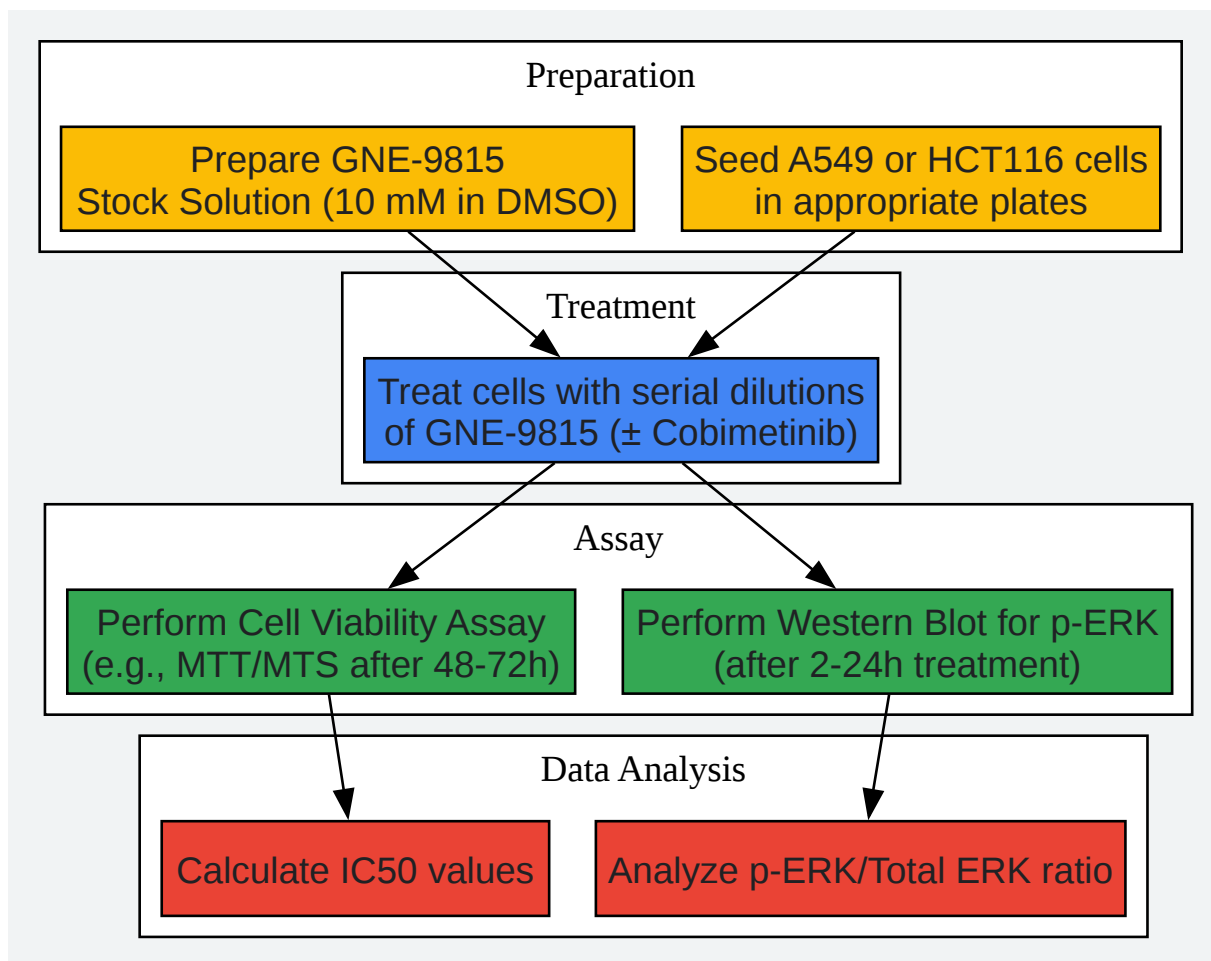 Preparation
Prepare GNE-9815
Stock Solution (10 mM in DMSO)
Seed A549 or HCT116 cells
in appropriate plates
Treatment
Treat cells with serial dilutions
of GNE-9815 (± Cobimetinib)
Assay
Perform Cell Viability Assay
(e.g., MTT/MTS after 48-72h)
Perform Western Blot for p-ERK
(after 2-24h treatment)
Data Analysis
Calculate IC50 values
Analyze p-ERK/Total ERK ratio